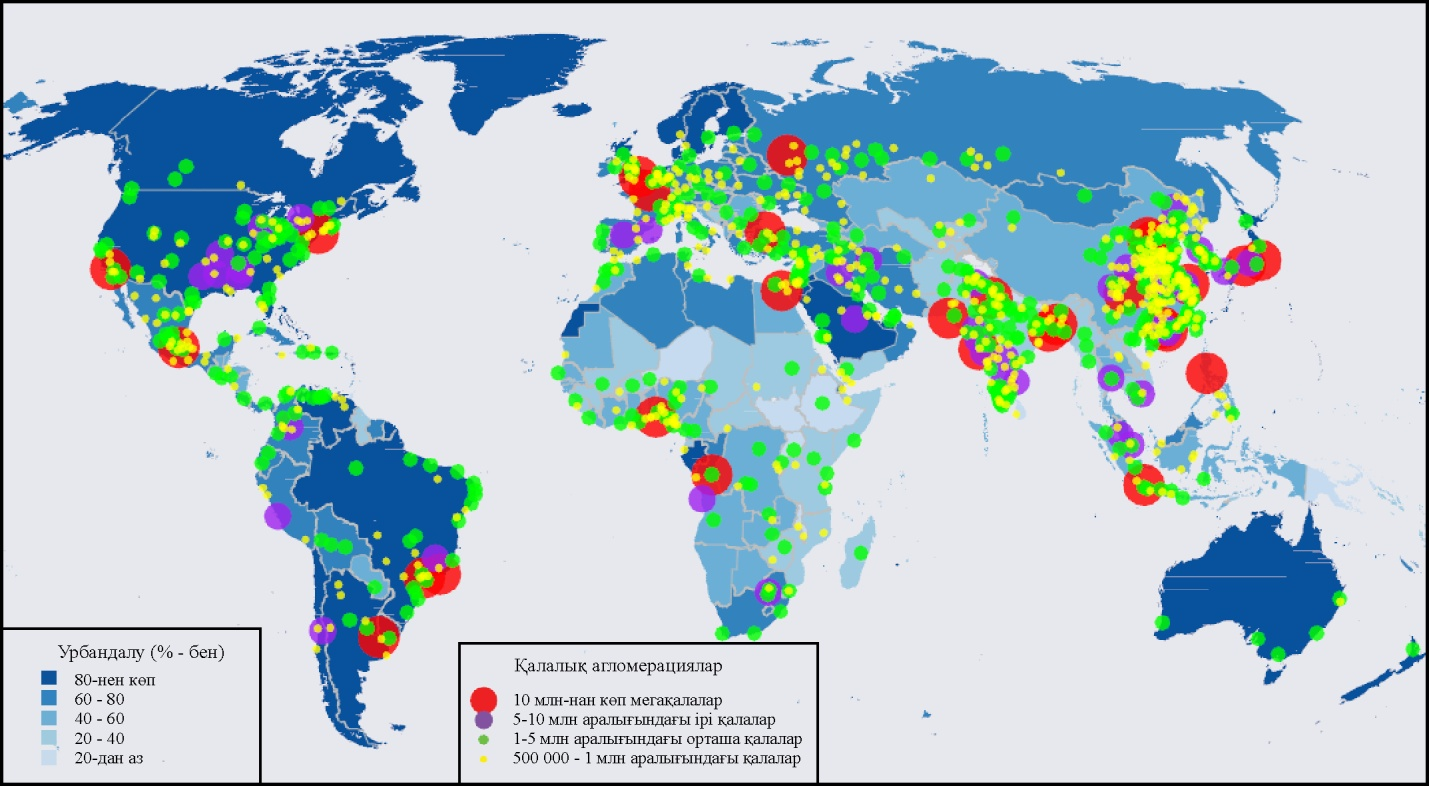 Урбандалу (% - бен)
80-нен көп
60 - 80
40 - 60
20 - 40
20-дан аз
Қалалық агломерациялар
10 млн-нан көп мегақалалар
5-10 млн аралығындағы ірі қалалар
1-5 млн аралығындағы орташа қалалар
500 000 - 1 млн аралығындағы қалалар